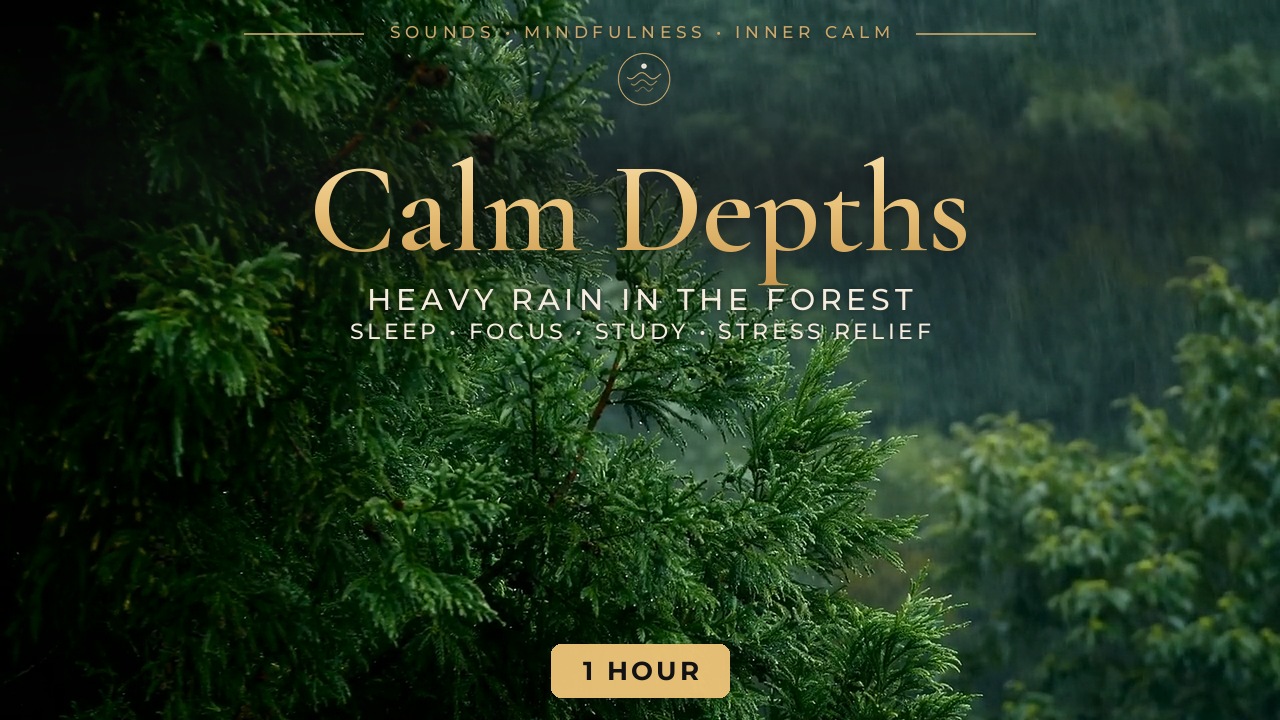 SOUNDS • MINDFULNESS • INNER CALM
Calm Depths
HEAVY RAIN IN THE FOREST
SLEEP • FOCUS • STUDY • STRESS RELIEF
1 HOUR